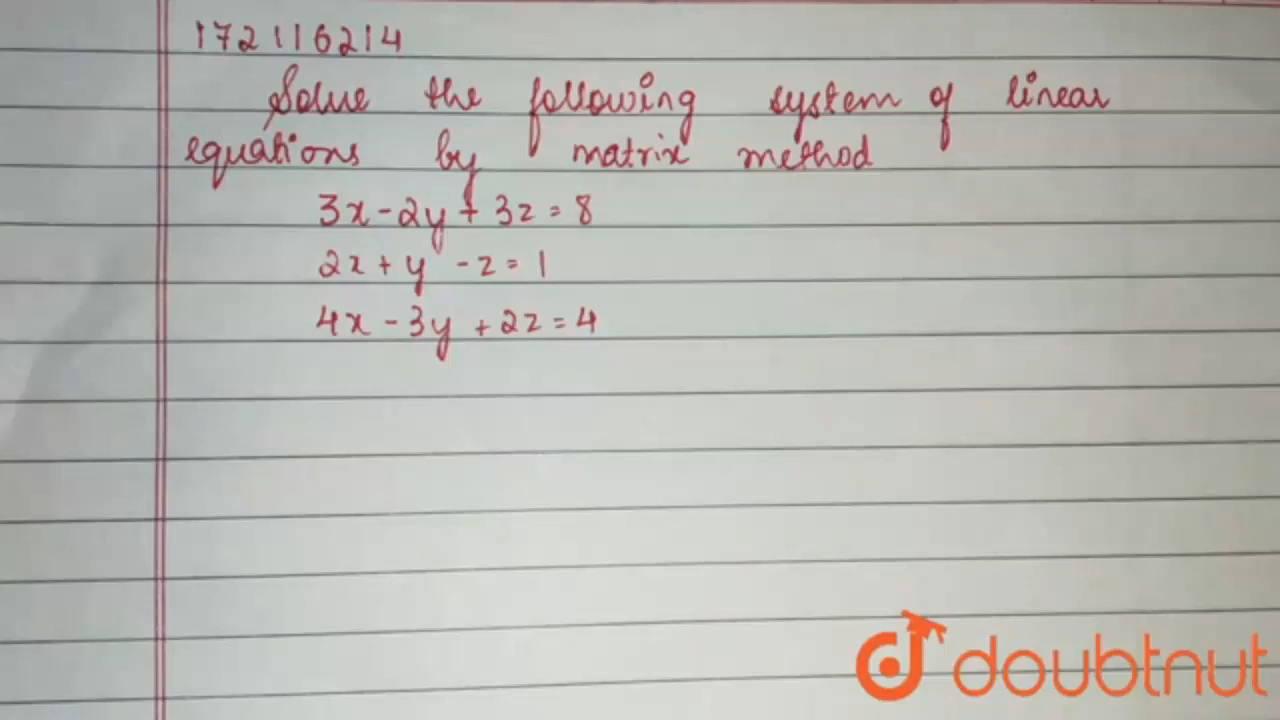 172116214
Solve the following system of linear
equations by matrix method
3x - 2y + 3z = 8
2x + y - z = 1
4x - 3y + 2z = 4
doubtnut